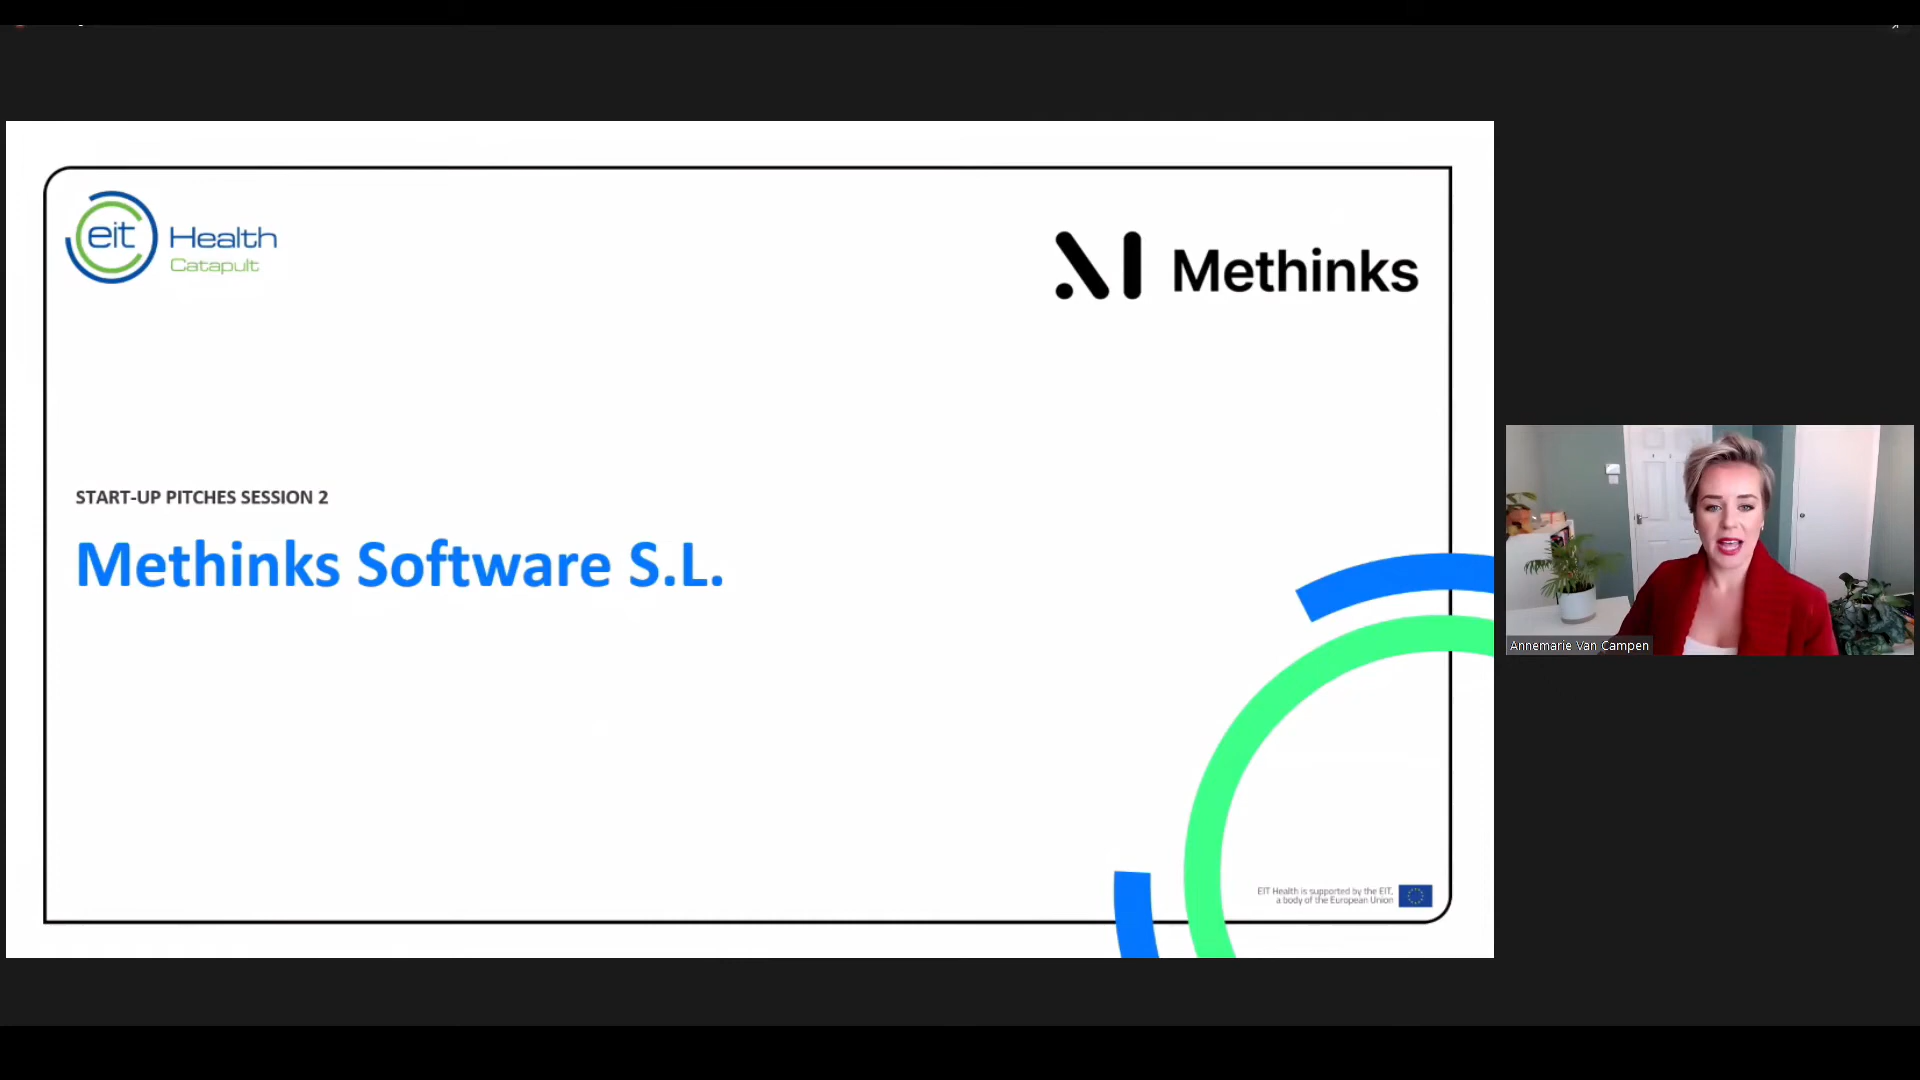 eit Health
Catapult
Methinks
START-UP PITCHES SESSION 2
Methinks Software S.L.
Annemarie Van Campen
EIT Health is supported by the EIT,
a body of the European Union